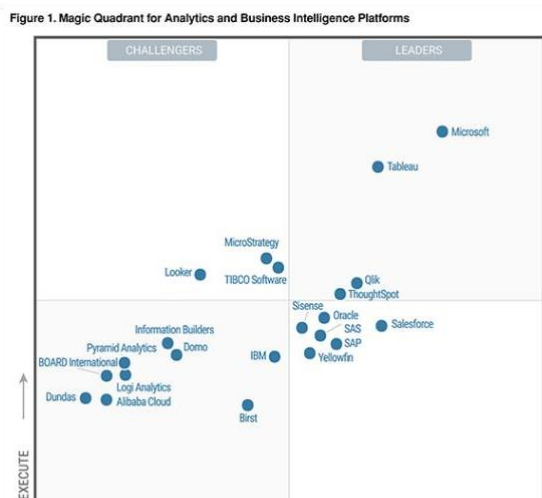 Figure 1. Magic Quadrant for Analytics and Business Intelligence Platforms
CHALLENGERS
LEADERS
Microsoft
Tableau
MicroStrategy
Looker
TIBCO Software
Qlik
ThoughtSpot
Sisense
Oracle
SAS
Salesforce
SAP
Yellowfin
Information Builders
Domo
Pyramid Analytics
IBM
BOARD International
Logi Analytics
Dundas
Alibaba Cloud
Birst
EXECUTE